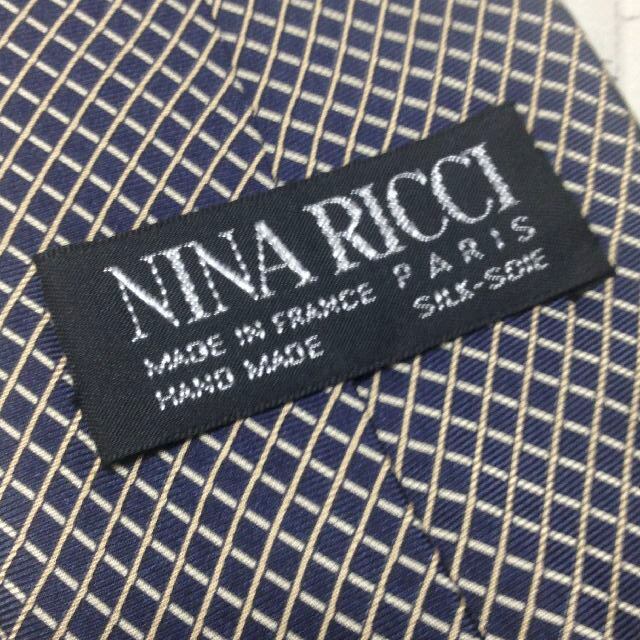 NINA RICCI
PARIS
MADE IN FRANCE SILK-SOIE
HAND MADE